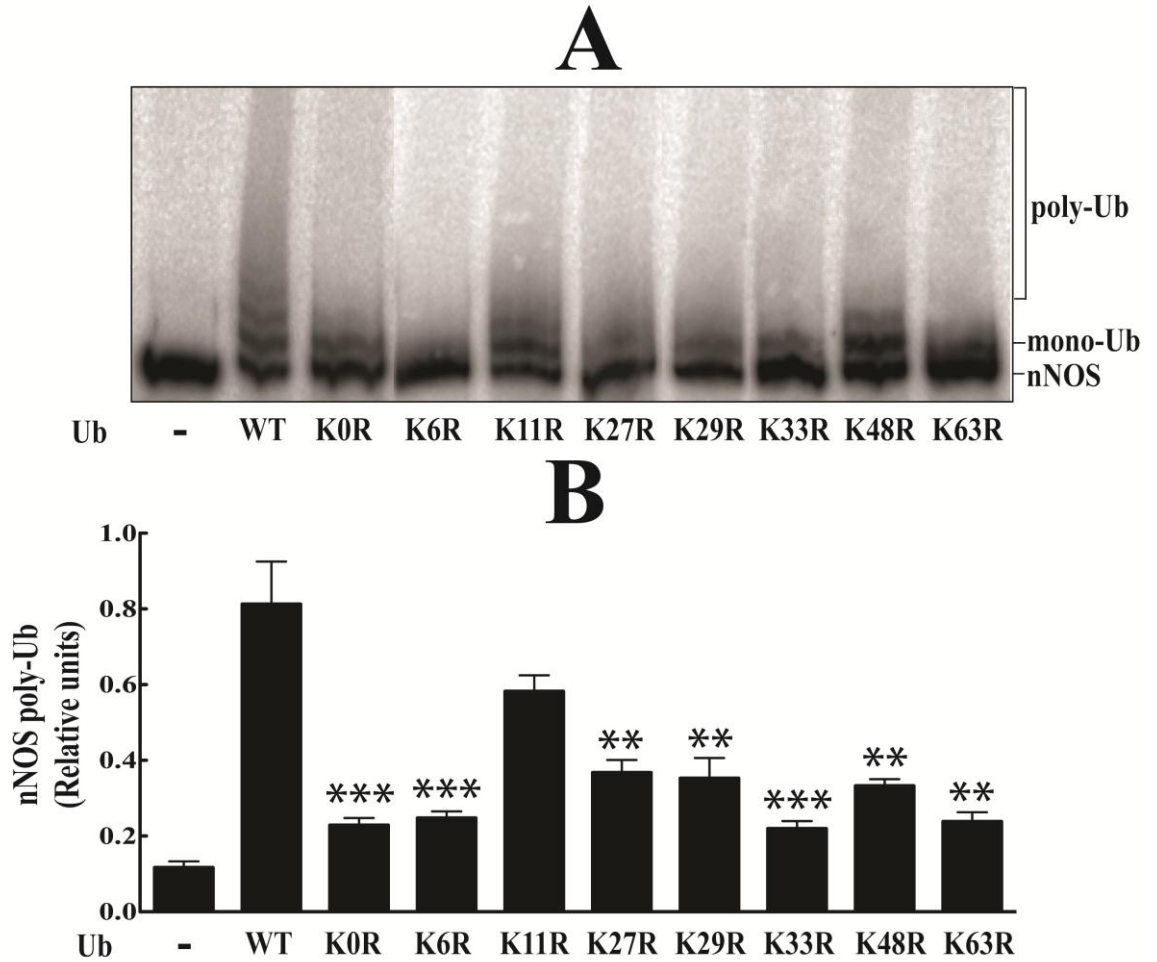 A
poly-Ub
mono-Ub
nNOS
Ub - WT K0R K6R K11R K27R K29R K33R K48R K63R
B
nNOS poly-Ub
(Relative units)
1.0
0.8
0.6
0.4
0.2
0.0
*** *** ** ** *** ** **
Ub - WT K0R K6R K11R K27R K29R K33R K48R K63R